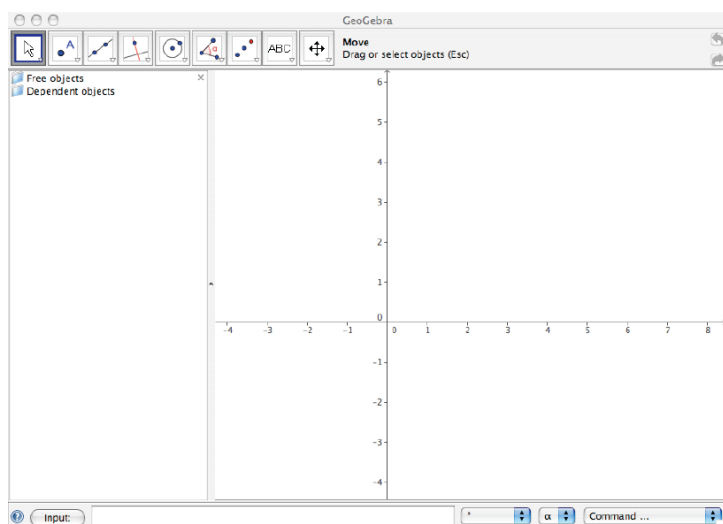 GeoGebra
A α ABC
Move
Drag or select objects (Esc)
Free objects
Dependent objects
6
5
4
3
2
1
0
-4 -3 -2 -1 0 1 2 3 4 5 6 7 8
-1
-2
-3
-4
Input: ° α Command ...